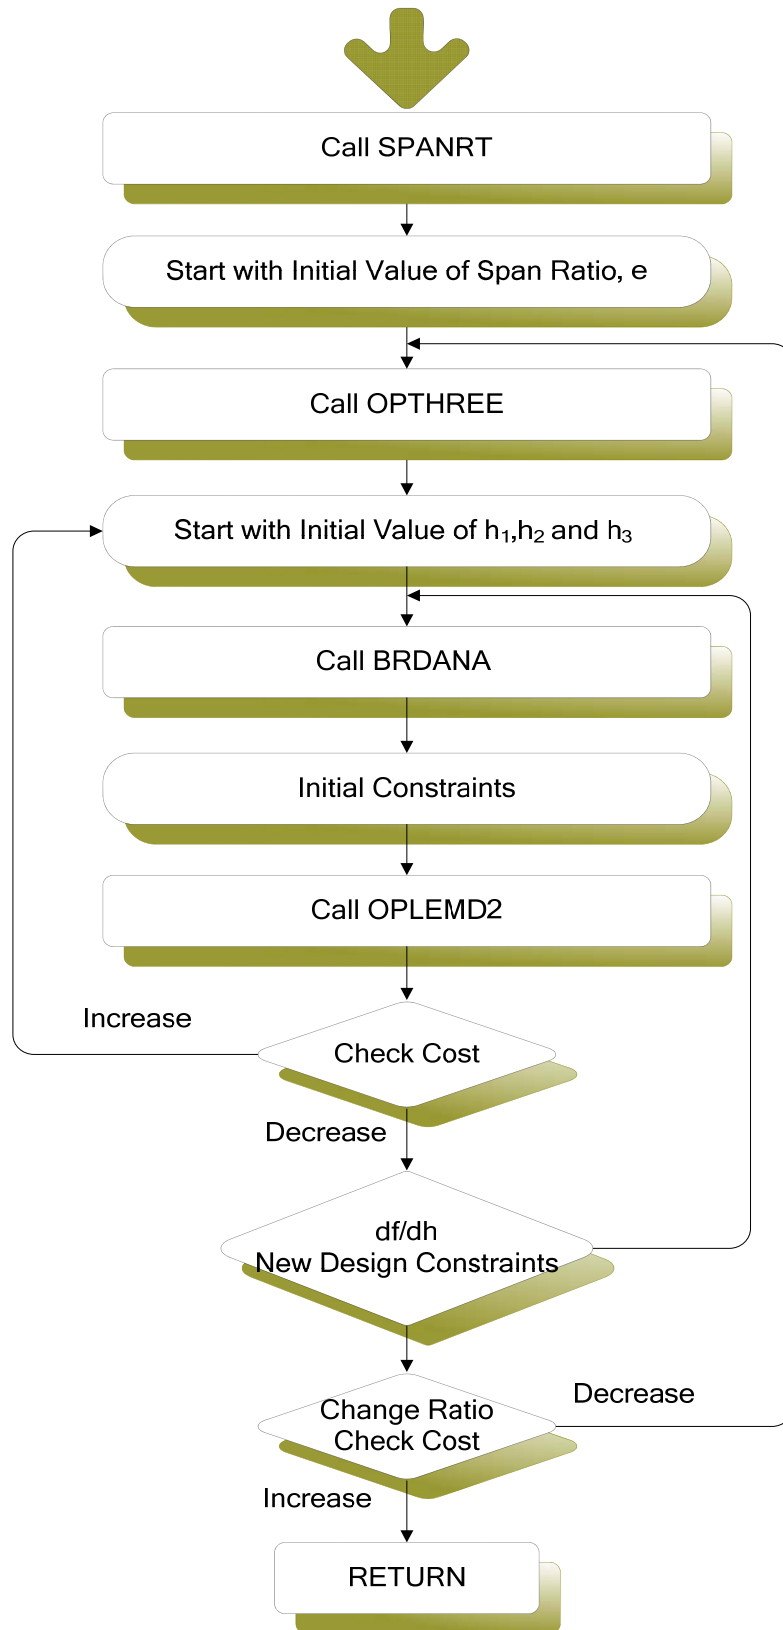 Call SPANRT
Start with Initial Value of Span Ratio, e
Call OPTHREE
Start with Initial Value of h₁,h₂ and h₃
Call BRDANA
Initial Constraints
Call OPLEMD2
Increase
Check Cost
Decrease
df/dh
New Design Constraints
Decrease
Change Ratio
Check Cost
Increase
RETURN